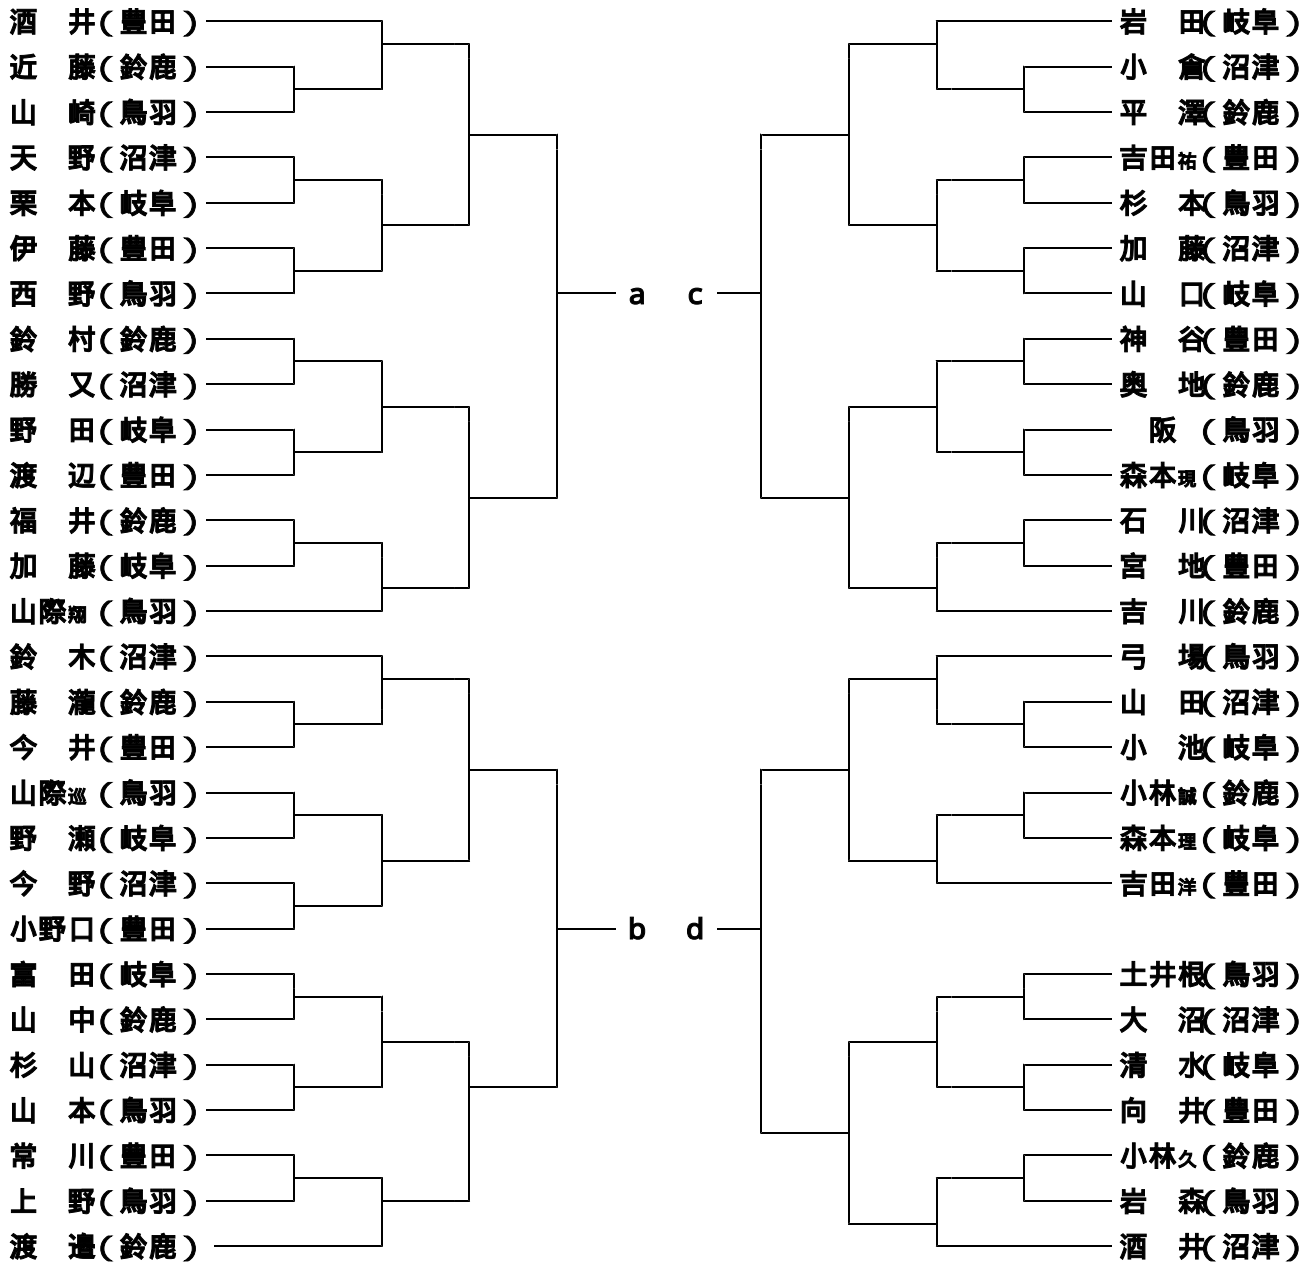 酒　井(豊田)
近　藤(鈴鹿)
山　崎(鳥羽)
天　野(沼津)
栗　本(岐阜)
伊　藤(豊田)
西　野(鳥羽)
鈴　村(鈴鹿)
勝　又(沼津)
野　田(岐阜)
渡　辺(豊田)
福　井(鈴鹿)
加　藤(岐阜)
山際翔(鳥羽)
鈴　木(沼津)
藤　瀧(鈴鹿)
今　井(豊田)
山際巡(鳥羽)
野　瀬(岐阜)
今　野(沼津)
小野口(豊田)
富　田(岐阜)
山　中(鈴鹿)
杉　山(沼津)
山　本(鳥羽)
常　川(豊田)
上　野(鳥羽)
渡　邉(鈴鹿)
a
b
c
d
岩　田(岐阜)
小　倉(沼津)
平　澤(鈴鹿)
吉田祐(豊田)
杉　本(鳥羽)
加　藤(沼津)
山　口(岐阜)
神　谷(豊田)
奥　地(鈴鹿)
阪　(鳥羽)
森本現(岐阜)
石　川(沼津)
宮　地(豊田)
吉　川(鈴鹿)
弓　場(鳥羽)
山　田(沼津)
小　池(岐阜)
小林誠(鈴鹿)
森本理(岐阜)
吉田洋(豊田)
土井根(鳥羽)
大　沼(沼津)
清　水(岐阜)
向　井(豊田)
小林久(鈴鹿)
岩　森(鳥羽)
酒　井(沼津)